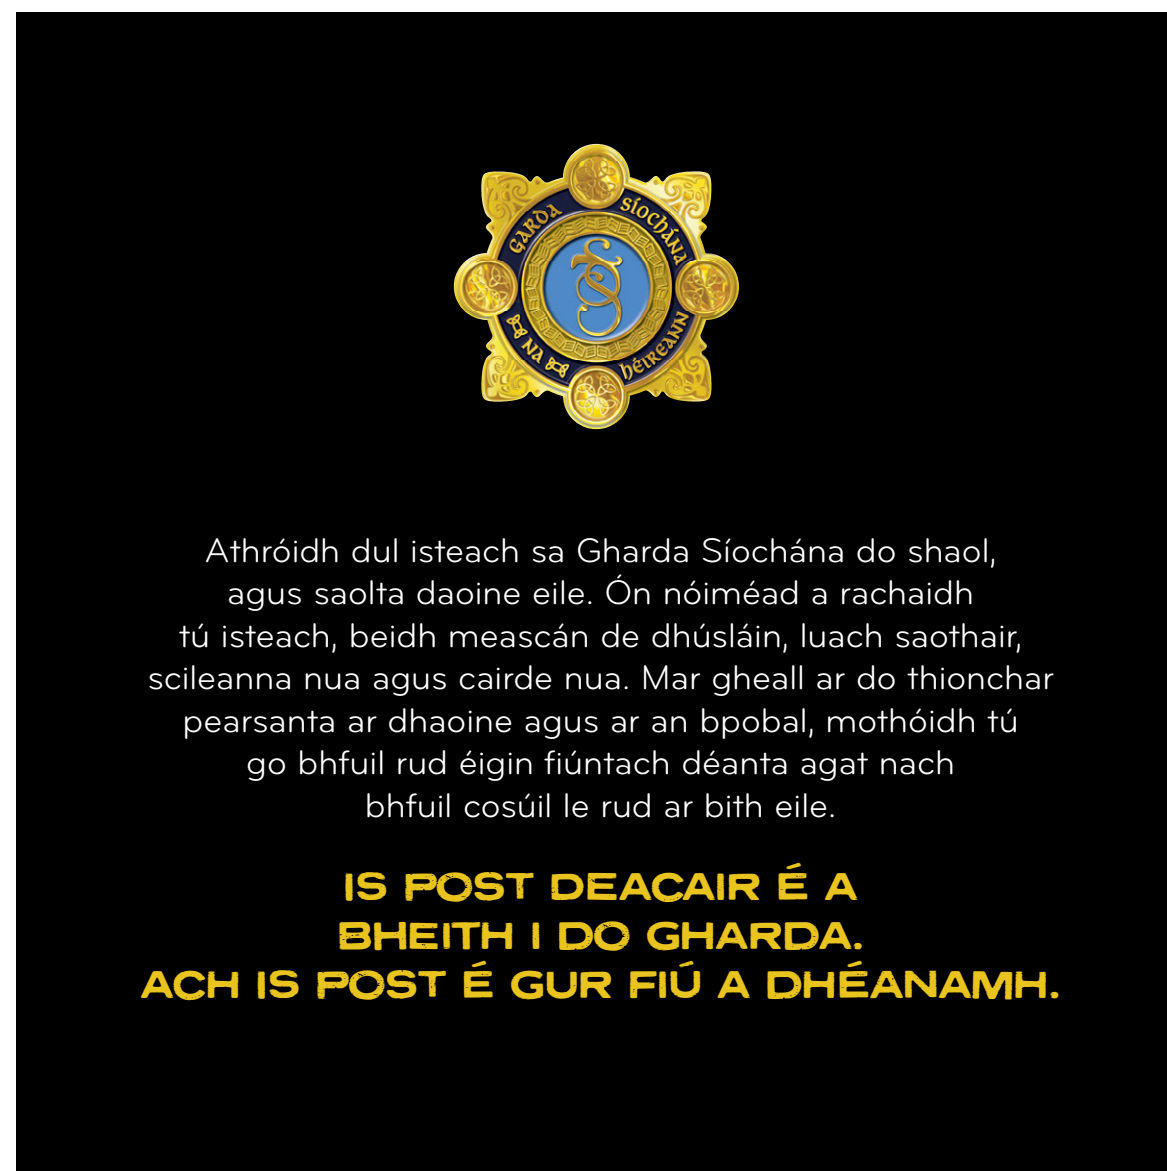 GARDA SÍOCHÁNA
NA HÉIREANN
Athróidh dul isteach sa Gharda Síochána do shaol,
agus saolta daoine eile. Ón nóiméad a rachaidh
tú isteach, beidh meascán de dhúsláin, luach saothair,
scileanna nua agus cairde nua. Mar gheall ar do thionchar
pearsanta ar dhaoine agus ar an bpobal, mothóidh tú
go bhfuil rud éigin fiúntach déanta agat nach
bhfuil cosúil le rud ar bith eile.
IS POST DEACAIR É A
BHEITH I DO GHARDA.
ACH IS POST É GUR FIÚ A DHÉANAMH.